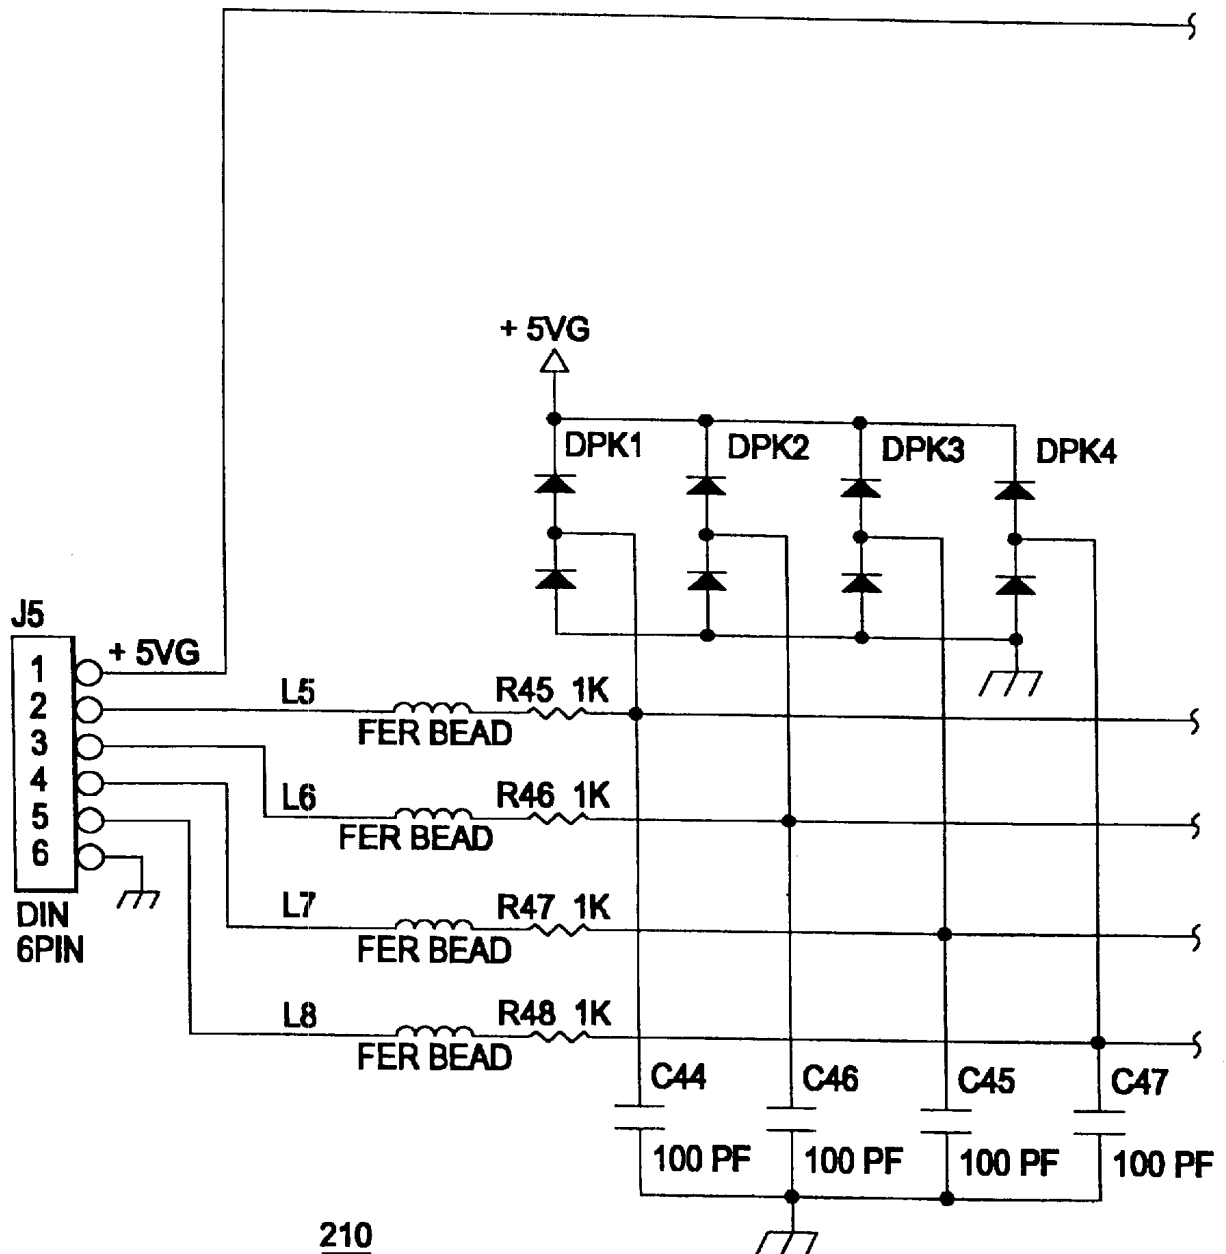 + 5VG
DPK1 DPK2 DPK3 DPK4
J5
1 + 5VG
2 L5 R45 1K
FER BEAD
3
4 L6 R46 1K
5 FER BEAD
6
DIN L7 R47 1K
6PIN FER BEAD
L8 R48 1K
FER BEAD
C44 C46 C45 C47
100 PF 100 PF 100 PF 100 PF
210